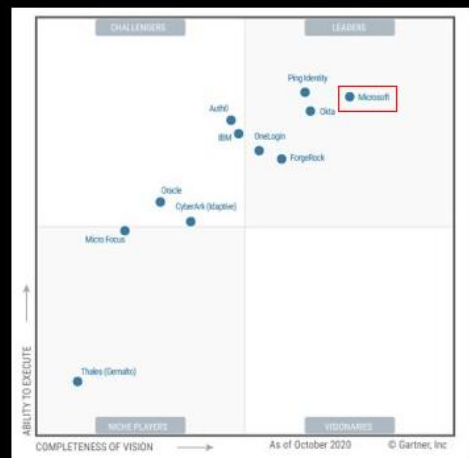 CHALLENGERS
LEADERS
Ping Identity
Microsoft
Okta
Auth0
IBM
OneLogin
ForgeRock
Oracle
CyberArk (Idaptive)
Micro Focus
Thales (Gemalto)
ABILITY TO EXECUTE
NICHE PLAYERS
VISIONARIES
COMPLETENESS OF VISION
As of October 2020
© Gartner, Inc